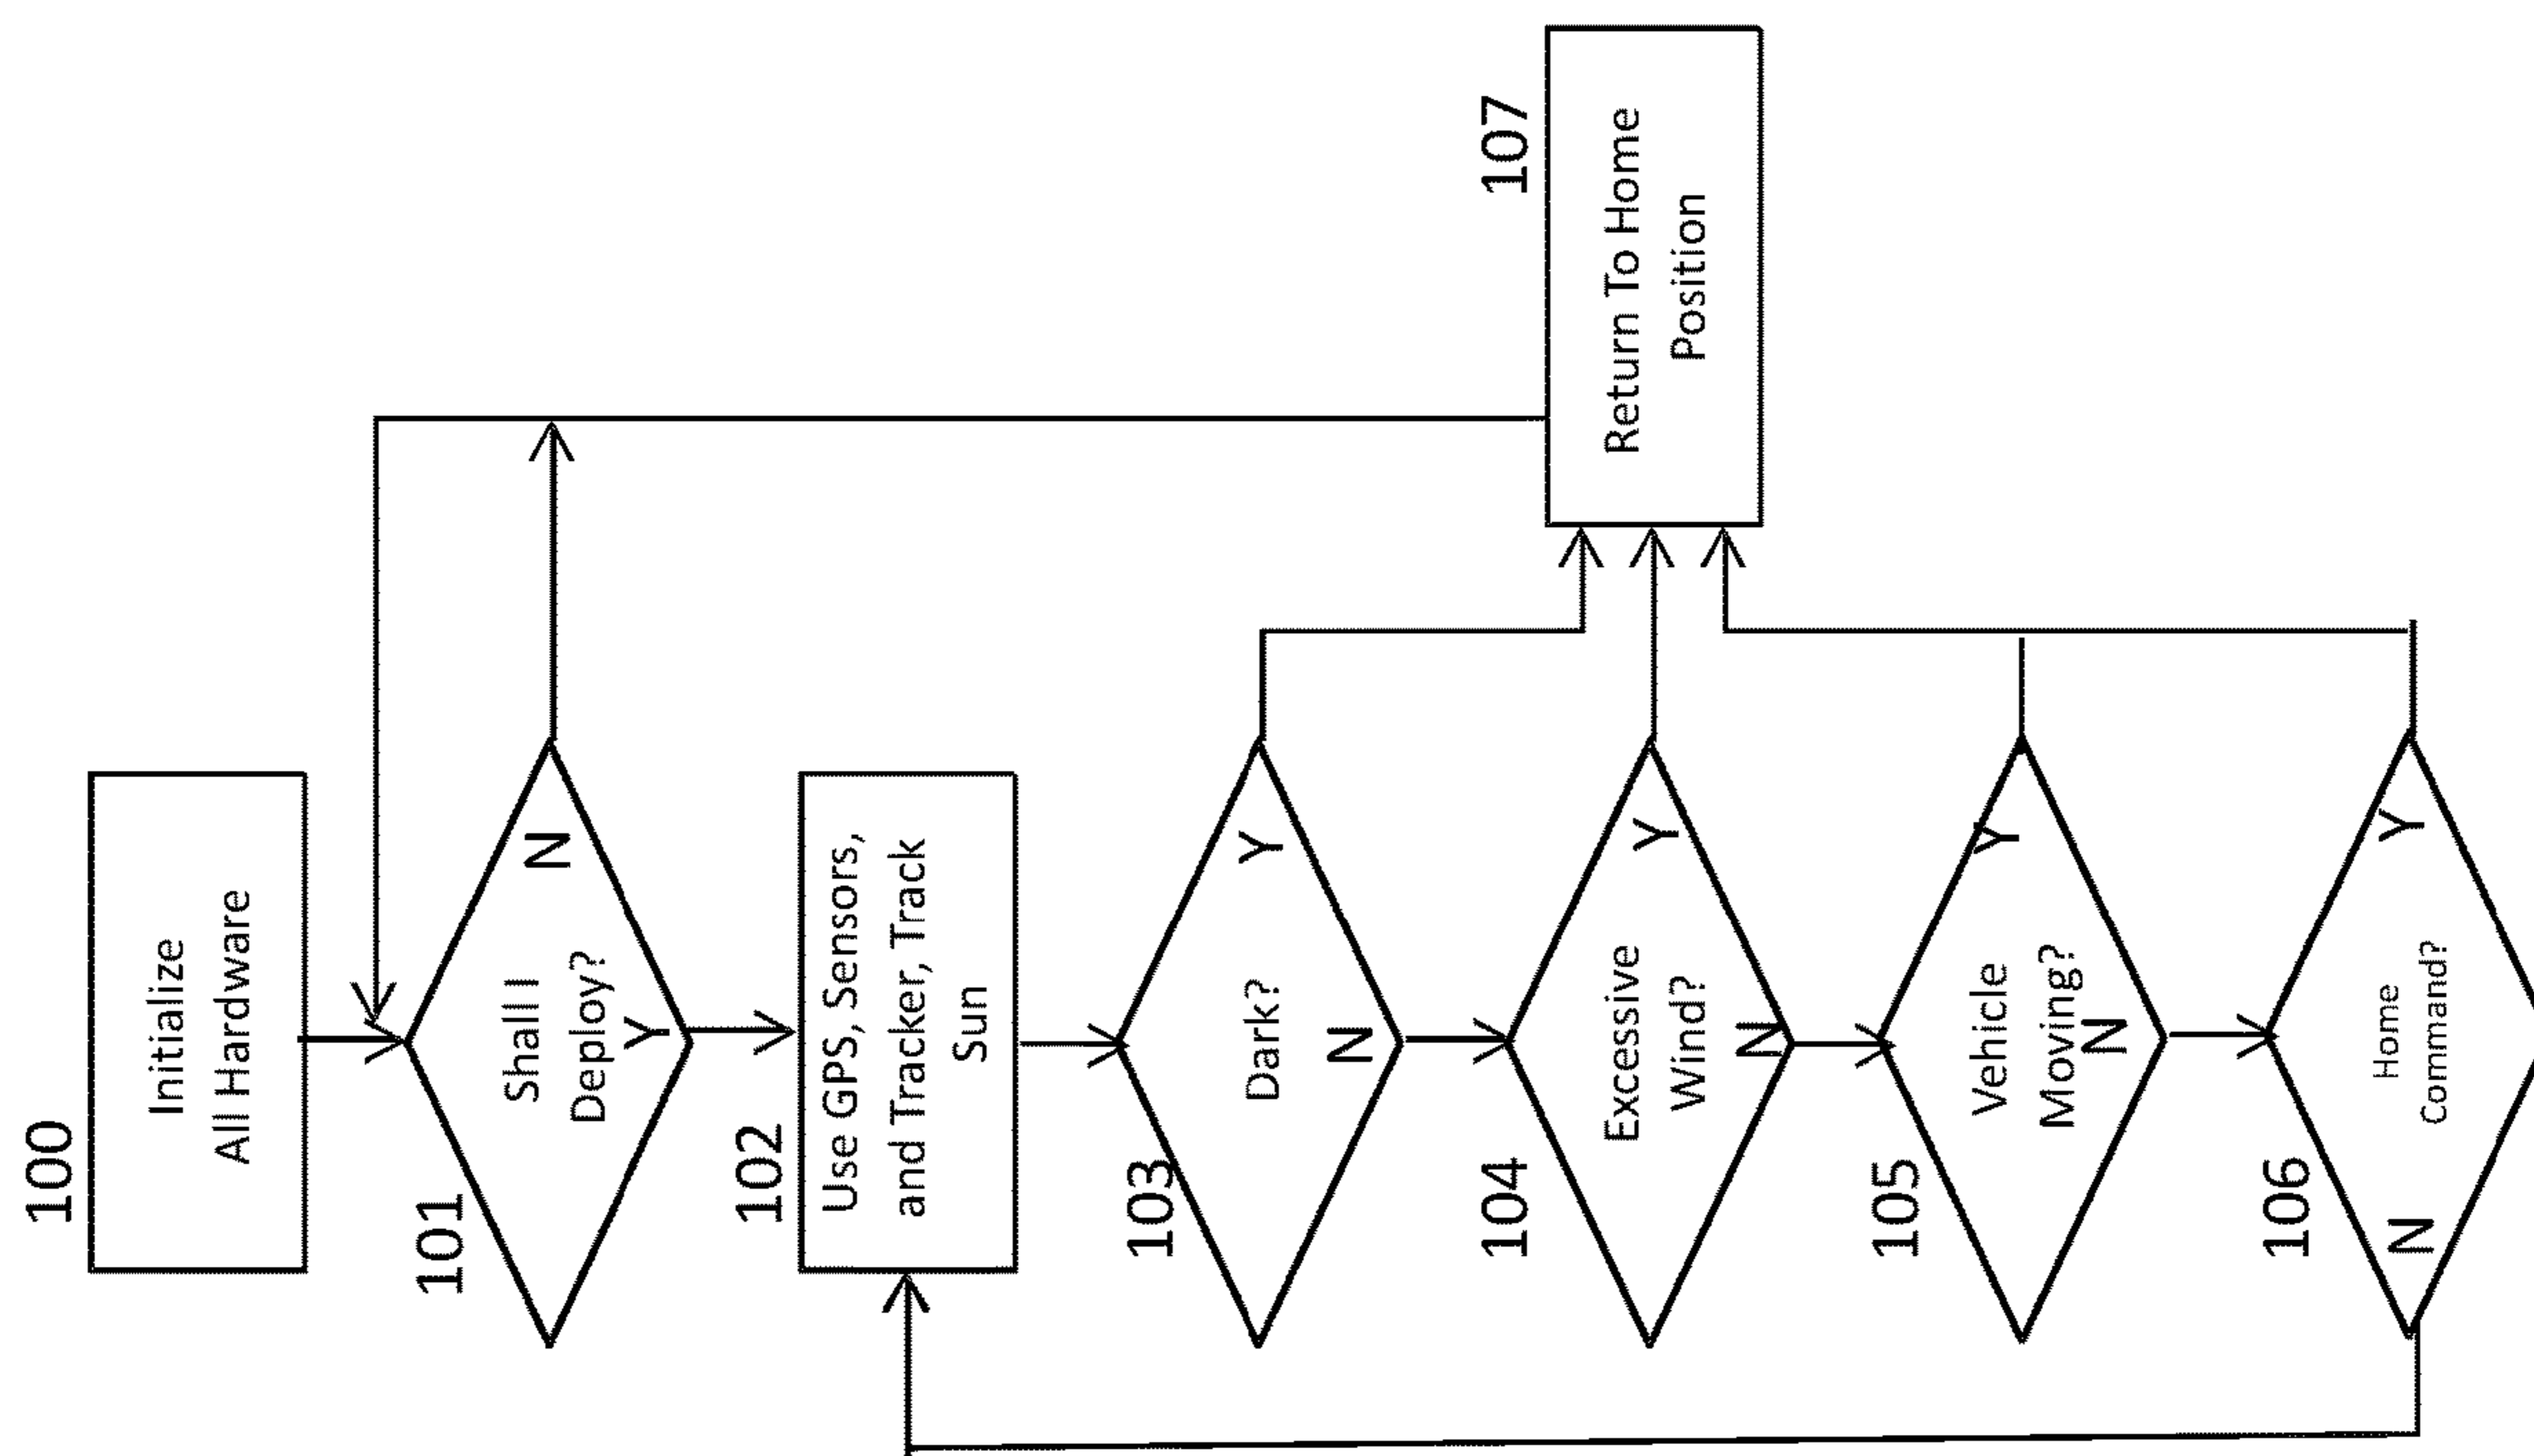 100
Initialize
All Hardware
101
Shall I
Deploy?
N
Y
102
Use GPS, Sensors,
and Tracker, Track
Sun
103
Dark?
Y
N
104
Excessive
Wind?
Y
N
105
Vehicle
Moving?
Y
N
106
Home
Command?
Y
N
107
Return To Home
Position